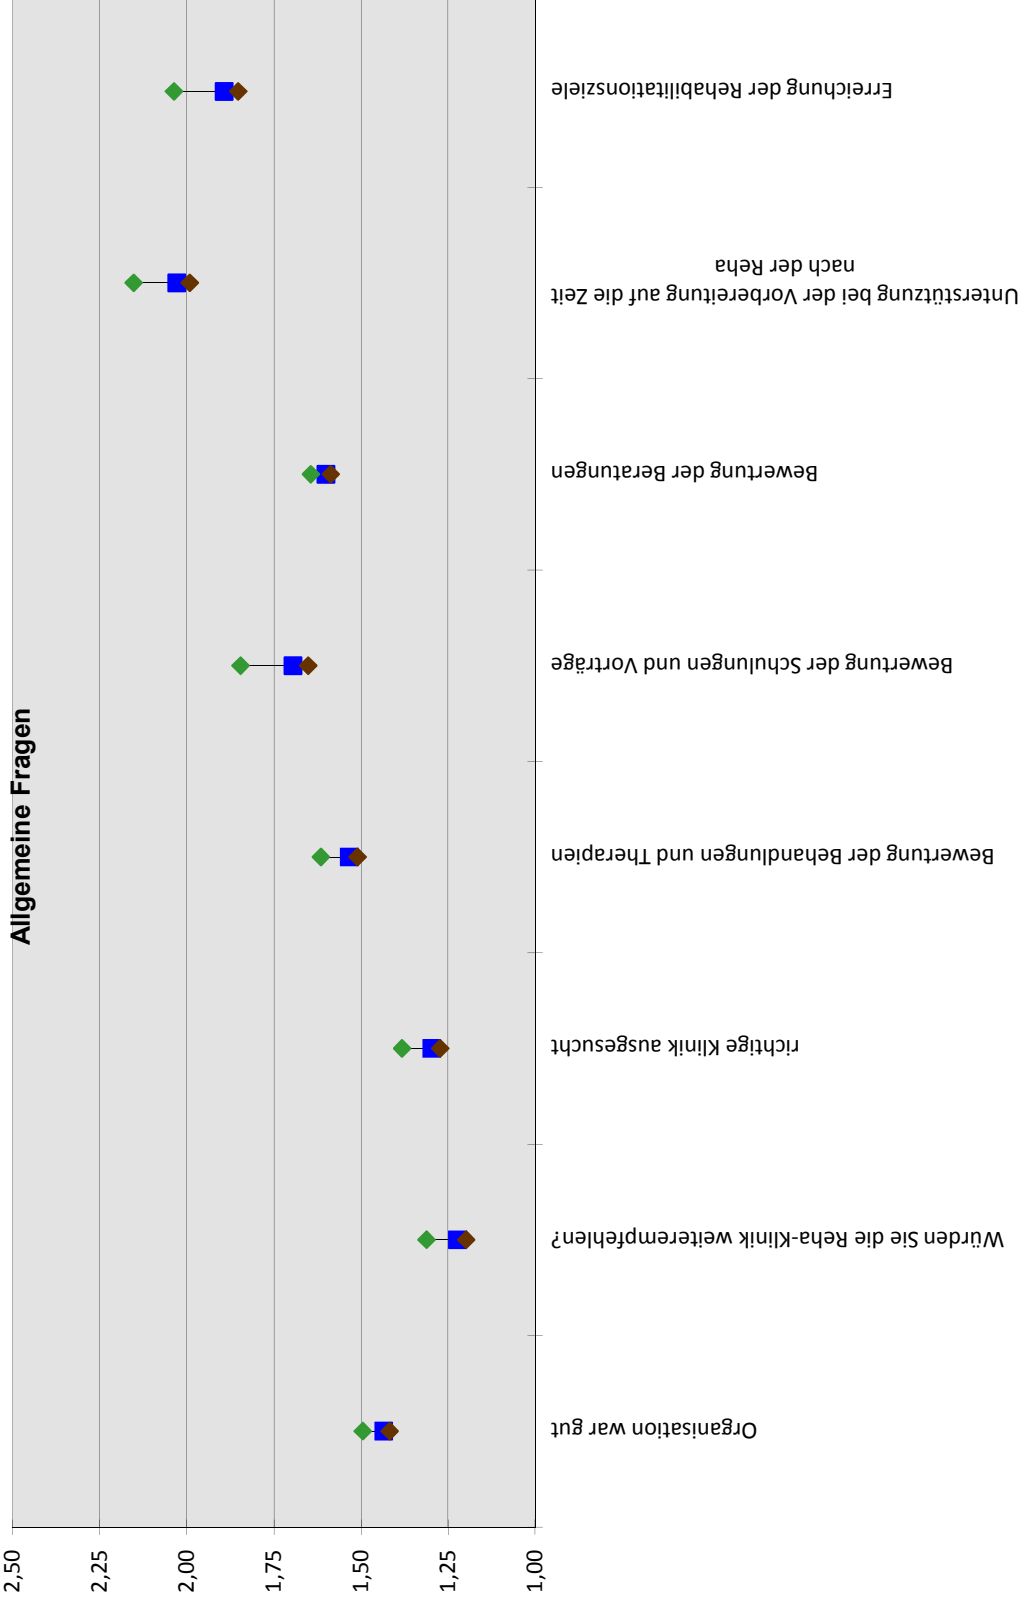 Allgemeine Fragen
2,50
2,25
2,00
1,75
1,50
1,25
1,00
Organisation war gut
Würden Sie die Reha-Klinik weiterempfehlen?
richtige Klinik ausgesucht
Bewertung der Behandlungen und Therapien
Bewertung der Schulungen und Vorträge
Bewertung der Beratungen
Unterstützung bei der Vorbereitung auf die Zeit
nach der Reha
Erreichung der Rehabilitationsziele